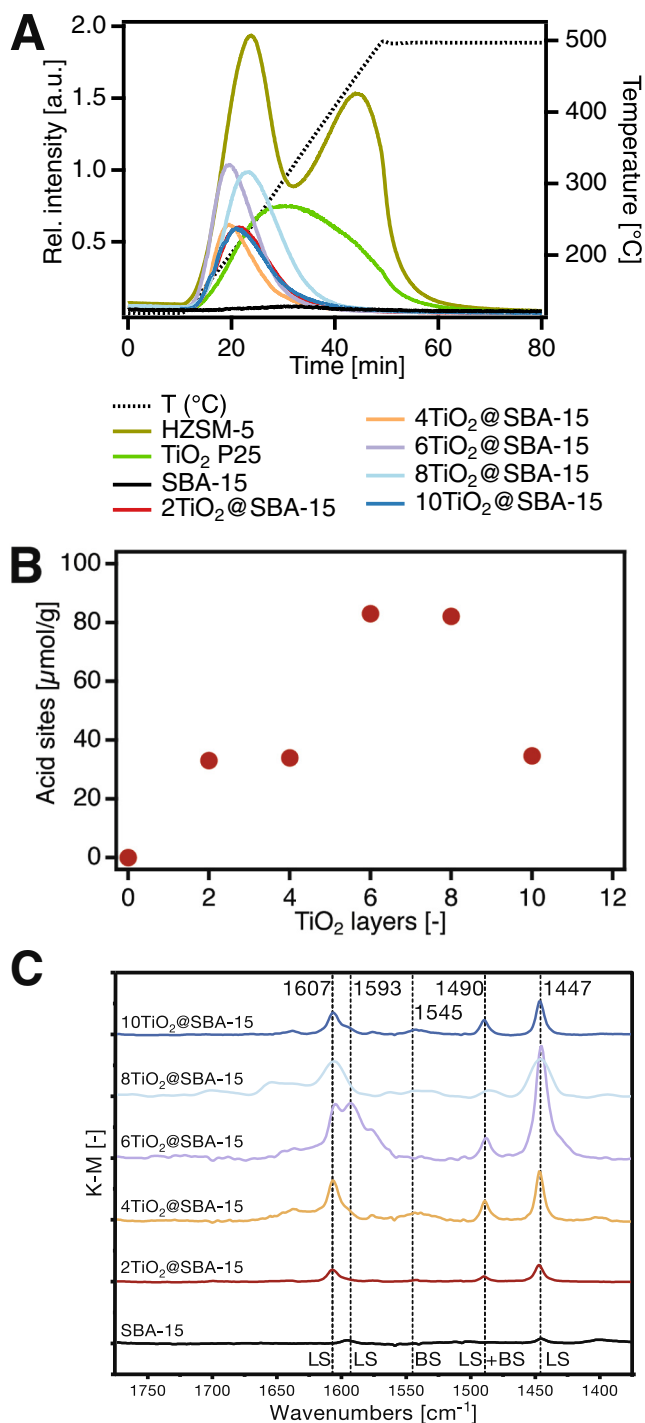 A
Rel. intensity [a.u.]
2.0
1.5
1.0
0.5
500
400
300
200
Temperature [°C]
0 20 40 60 80
Time [min]
T (°C)
HZSM-5
TiO₂ P25
SBA-15
2TiO₂@SBA-15
4TiO₂@SBA-15
6TiO₂@SBA-15
8TiO₂@SBA-15
10TiO₂@SBA-15
B
Acid sites [µmol/g]
100
80
60
40
20
0
0 2 4 6 8 10 12
TiO₂ layers [-]
C
K-M [-]
1607 1593 1490 1447
1545
10TiO₂@SBA-15
8TiO₂@SBA-15
6TiO₂@SBA-15
4TiO₂@SBA-15
2TiO₂@SBA-15
SBA-15
LS LS BS LS+BS LS
1750 1700 1650 1600 1550 1500 1450 1400
Wavenumbers [cm⁻¹]